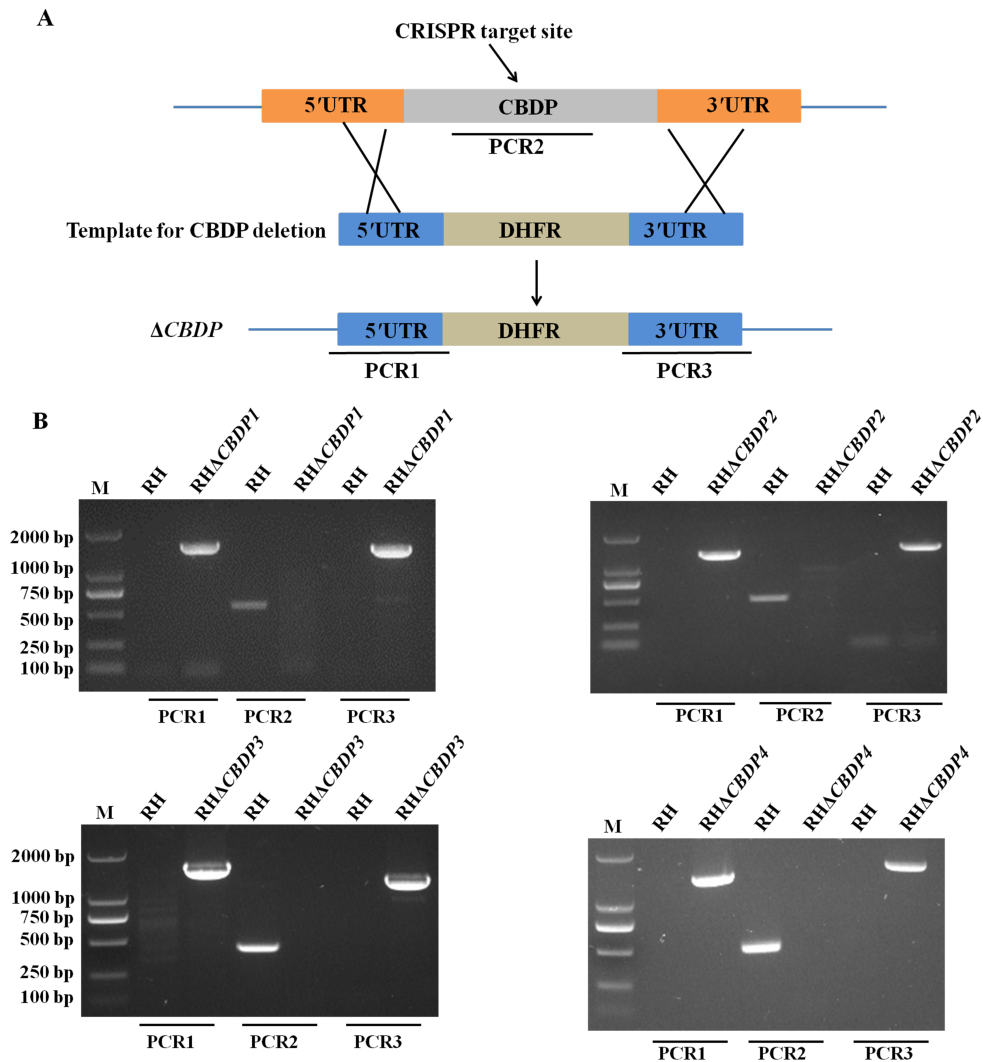 A
CRISPR target site
5'UTR CBDP 3'UTR
PCR2
Template for CBDP deletion 5'UTR DHFR 3'UTR
ΔCBDP 5'UTR DHFR 3'UTR
PCR1 PCR3
B
M RH RHΔCBDP1 RH RHΔCBDP1 RH RHΔCBDP1
2000 bp
1000 bp
750 bp
500 bp
250 bp
100 bp
PCR1 PCR2 PCR3
M RH RHΔCBDP2 RH RHΔCBDP2 RH RHΔCBDP2
PCR1 PCR2 PCR3
M RH RHΔCBDP3 RH RHΔCBDP3 RH RHΔCBDP3
2000 bp
1000 bp
750 bp
500 bp
250 bp
100 bp
PCR1 PCR2 PCR3
M RH RHΔCBDP4 RH RHΔCBDP4 RH RHΔCBDP4
PCR1 PCR2 PCR3